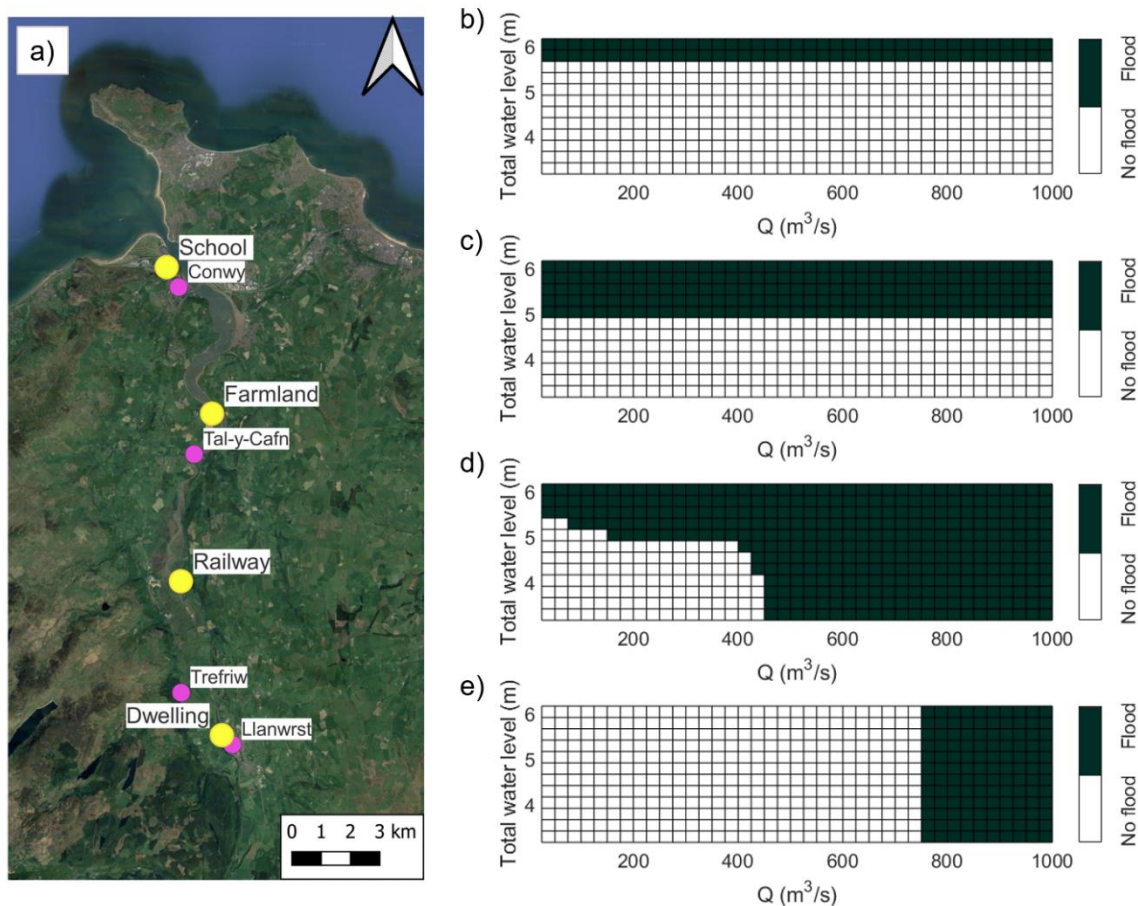 a)
School
Conwy
Farmland
Tal-y-Cafn
Railway
Trefriw
Dwelling
Llanwrst
0 1 2 3 km
b)
Total water level (m)
6
5
4
200 400 600 800 1000
Q (m³/s)
Flood
No flood
c)
Total water level (m)
6
5
4
200 400 600 800 1000
Q (m³/s)
Flood
No flood
d)
Total water level (m)
6
5
4
200 400 600 800 1000
Q (m³/s)
Flood
No flood
e)
Total water level (m)
6
5
4
200 400 600 800 1000
Q (m³/s)
Flood
No flood